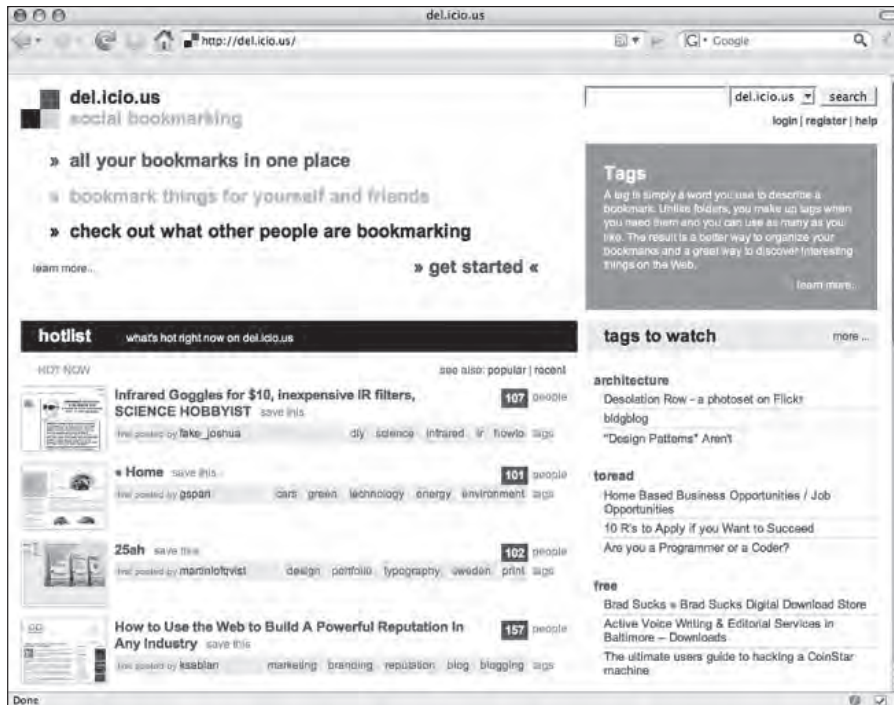 del.icio.us
http://del.icio.us/
G Google
del.icio.us
social bookmarking
del.icio.us search
login | register | help
» all your bookmarks in one place
» bookmark things for yourself and friends
» check out what other people are bookmarking
learn more...
» get started «
Tags
A tag is simply a word you use to describe a
bookmark. Unlike folders, you make up tags when
you need them and you can use as many as you
like. The result is a better way to organize your
bookmarks and a great way to discover interesting
things on the Web.
learn more...
hotlist what's hot right now on del.icio.us
HOT NOW
see also: popular | recent
Infrared Goggles for $10, inexpensive IR filters,
SCIENCE HOBBYIST save this
107 people
first posted by fake_joshua diy science infrared ir howto tags
« Home save this
101 people
first posted by gspan cars green technology energy environment tags
25ah save this
102 people
first posted by martinlofqvist design portfolio typography sweden print tags
How to Use the Web to Build A Powerful Reputation In
Any Industry save this
157 people
first posted by ksablan marketing branding reputation blog blogging tags
tags to watch more ...
architecture
Desolation Row - a photoset on Flickr
bldgblog
"Design Patterns" Aren't
toread
Home Based Business Opportunities / Job
Opportunities
10 R's to Apply if you Want to Succeed
Are you a Programmer or a Coder?
free
Brad Sucks » Brad Sucks Digital Download Store
Active Voice Writing & Editorial Services in
Baltimore – Downloads
The ultimate users guide to hacking a CoinStar
machine
Done